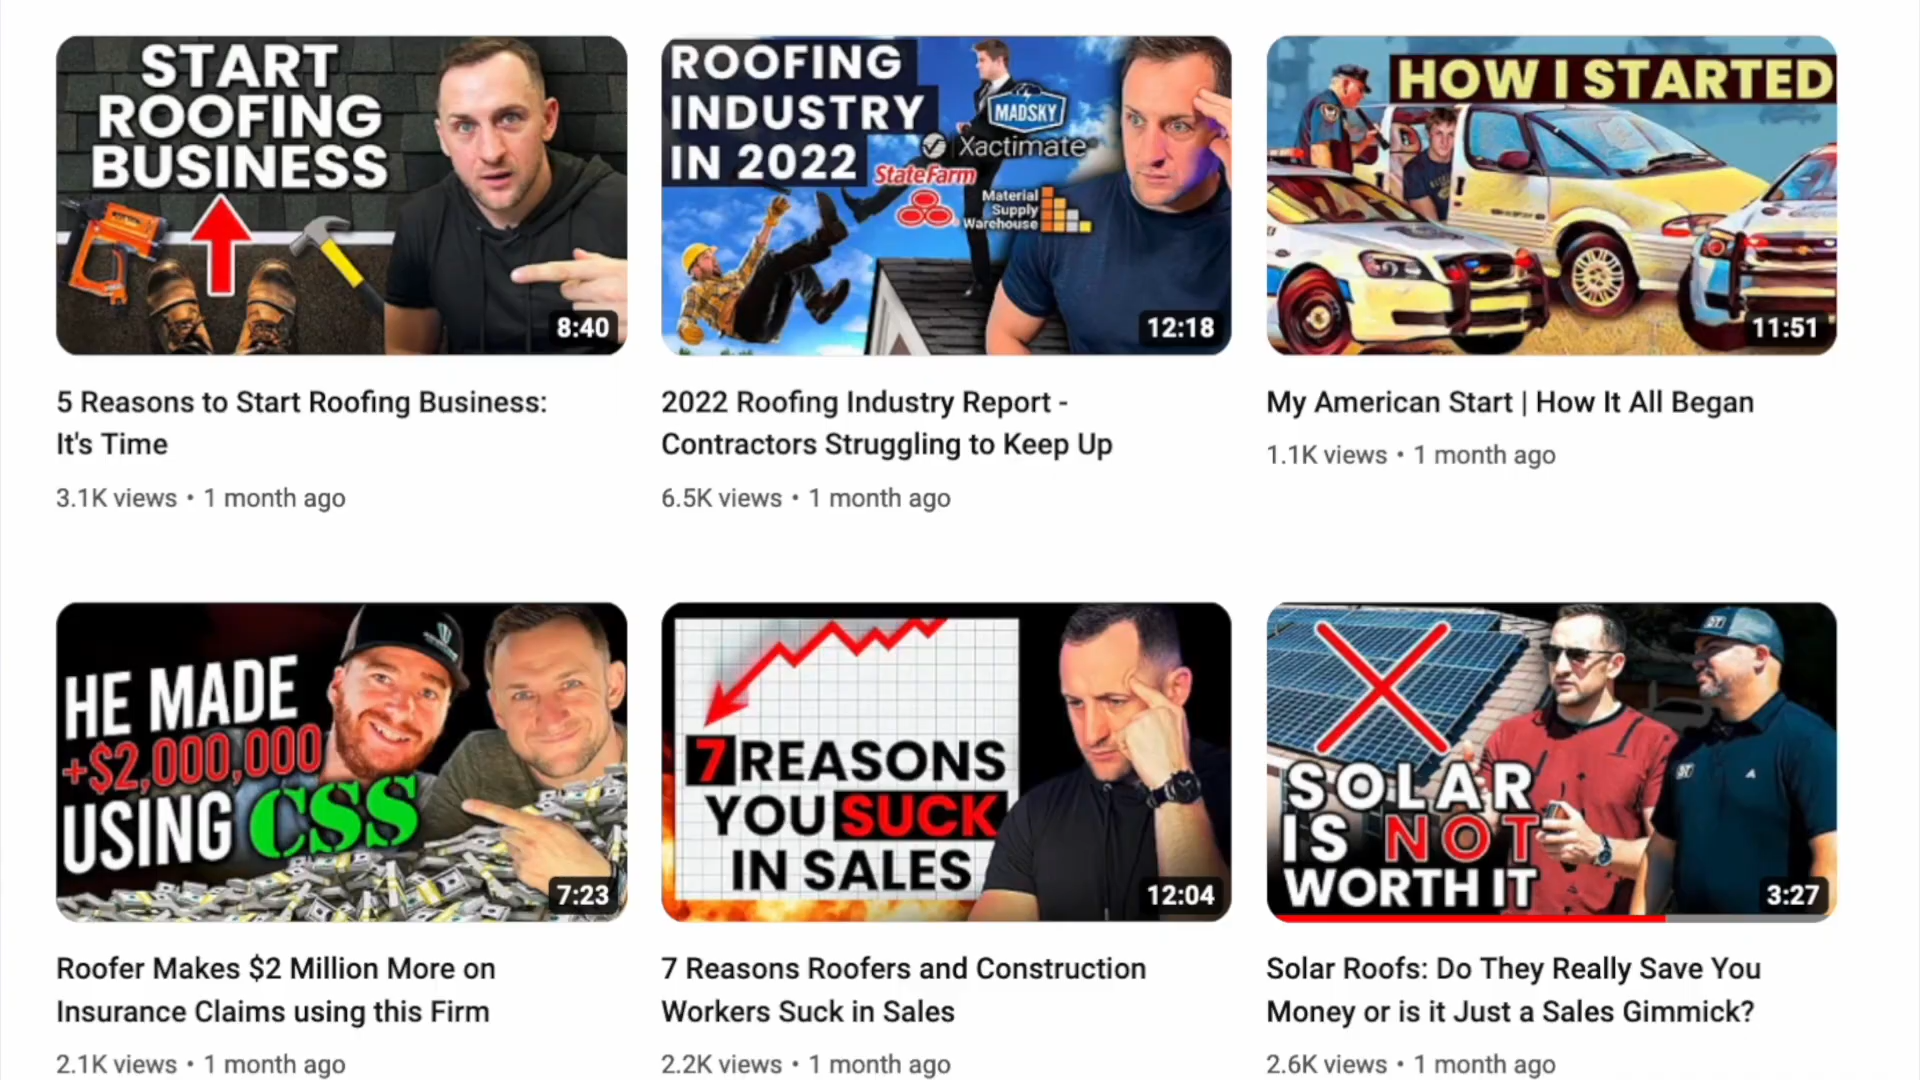 START
ROOFING
BUSINESS
8:40
5 Reasons to Start Roofing Business:
It's Time
3.1K views • 1 month ago
ROOFING
INDUSTRY
IN 2022
MADSKY
Xactimate
State Farm
Material
Supply
Warehouse
12:18
2022 Roofing Industry Report -
Contractors Struggling to Keep Up
6.5K views • 1 month ago
HOW I STARTED
11:51
My American Start | How It All Began
1.1K views • 1 month ago
HE MADE
+$2,000,000
USING CSS
7:23
Roofer Makes $2 Million More on
Insurance Claims using this Firm
2.1K views • 1 month ago
7 REASONS
YOU SUCK
IN SALES
12:04
7 Reasons Roofers and Construction
Workers Suck in Sales
2.2K views • 1 month ago
SOLAR
IS NOT
WORTH IT
3:27
Solar Roofs: Do They Really Save You
Money or is it Just a Sales Gimmick?
2.6K views • 1 month ago